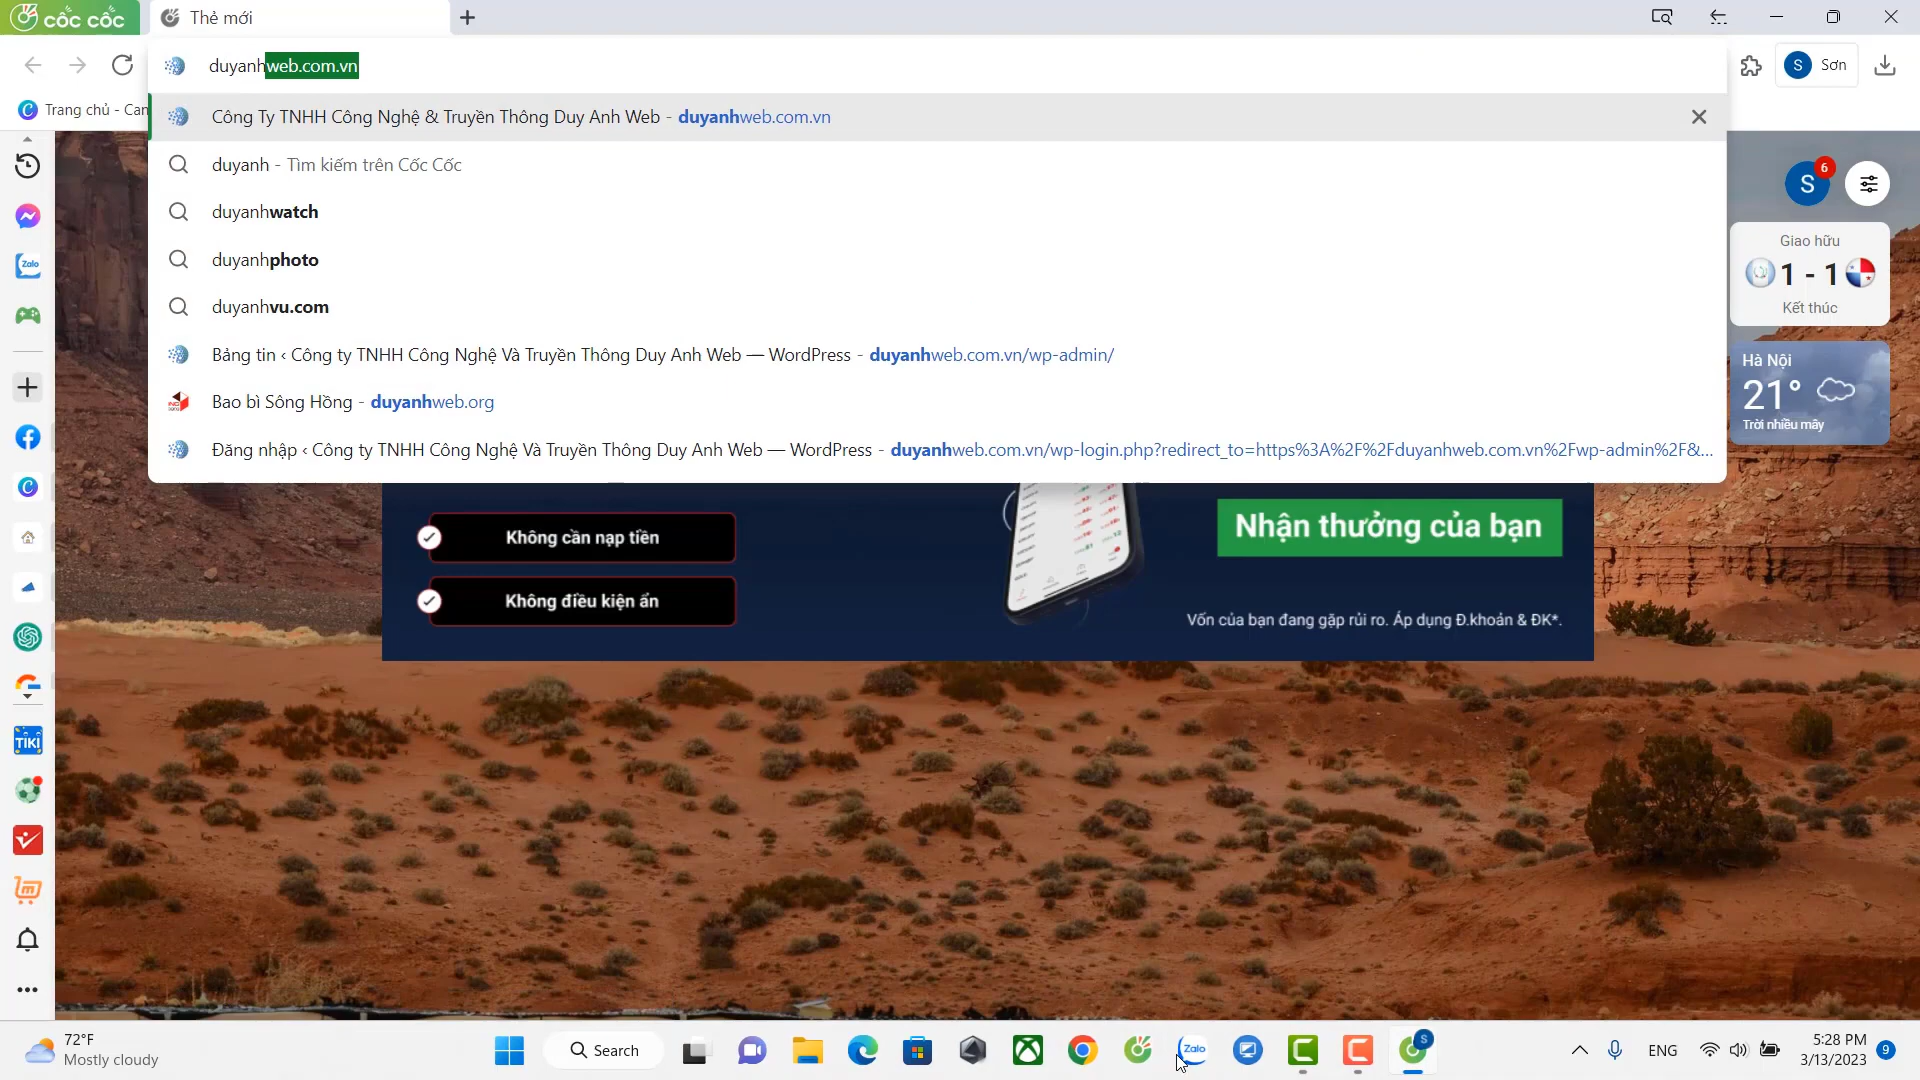 cốc cốc
Thẻ mới
duyanhweb.com.vn
Sơn
S
Trang chủ - Can
Công Ty TNHH Công Nghệ & Truyền Thông Duy Anh Web - duyanhweb.com.vn
duyanh - Tìm kiếm trên Cốc Cốc
duyanhwatch
duyanhphoto
duyanhvu.com
Bảng tin ‹ Công ty TNHH Công Nghệ Và Truyền Thông Duy Anh Web — WordPress - duyanhweb.com.vn/wp-admin/
Bao bì Sông Hồng - duyanhweb.org
Đăng nhập ‹ Công ty TNHH Công Nghệ Và Truyền Thông Duy Anh Web — WordPress - duyanhweb.com.vn/wp-login.php?redirect_to=https%3A%2F%2Fduyanhweb.com.vn%2Fwp-admin%2F&...
S
6
Giao hữu
1 - 1
Kết thúc
Hà Nội
21°
Trời nhiều mây
Zalo
TIKI
Không cần nạp tiền
Không điều kiện ẩn
Nhận thưởng của bạn
Vốn của bạn đang gặp rủi ro. Áp dụng Đ.khoản & ĐK*.
72°F
Mostly cloudy
Search
Zalo
S
ENG
5:28 PM
3/13/2023
9